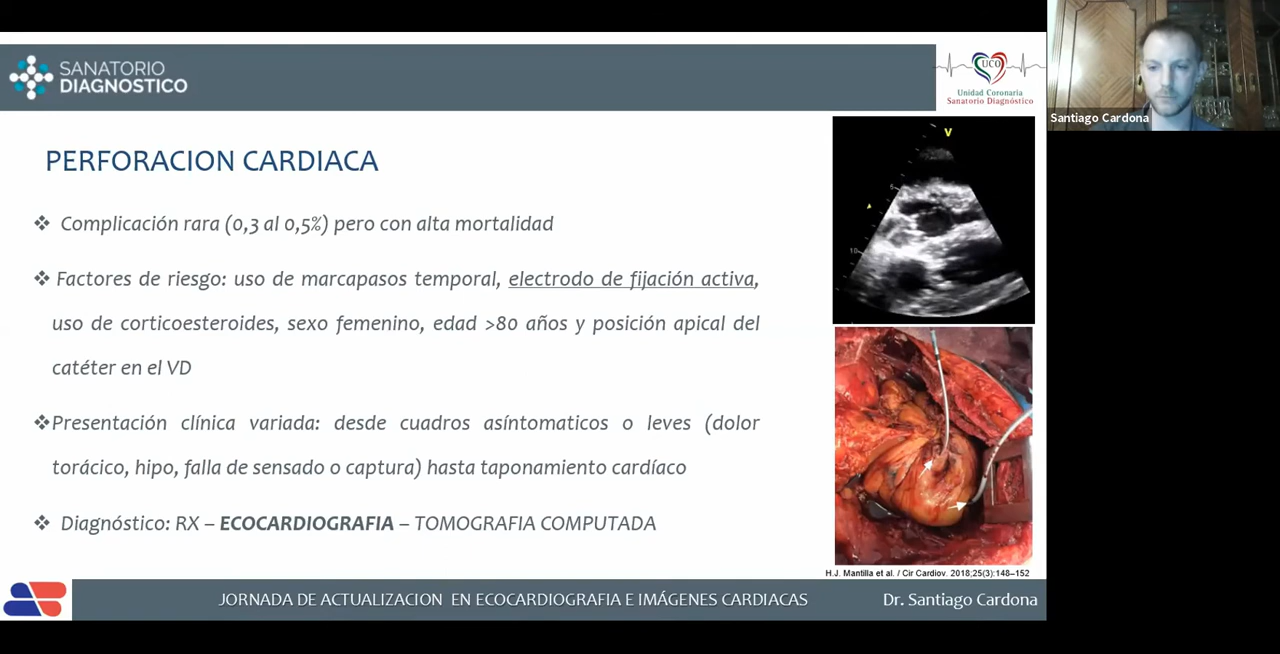 SANATORIO
DIAGNOSTICO
UCO
Unidad Coronaria
Sanatorio Diagnóstico
Santiago Cardona
PERFORACION CARDIACA
❖ Complicación rara (0,3 al 0,5%) pero con alta mortalidad
❖ Factores de riesgo: uso de marcapasos temporal, electrodo de fijación activa,
uso de corticoesteroides, sexo femenino, edad >80 años y posición apical del
catéter en el VD
❖Presentación clínica variada: desde cuadros asíntomaticos o leves (dolor
torácico, hipo, falla de sensado o captura) hasta taponamiento cardíaco
❖ Diagnóstico: RX – ECOCARDIOGRAFIA – TOMOGRAFIA COMPUTADA
V
5
10
H.J. Mantilla et al. / Cir Cardiov. 2018;25(3):148–152
JORNADA DE ACTUALIZACION EN ECOCARDIOGRAFIA E IMÁGENES CARDIACAS
Dr. Santiago Cardona